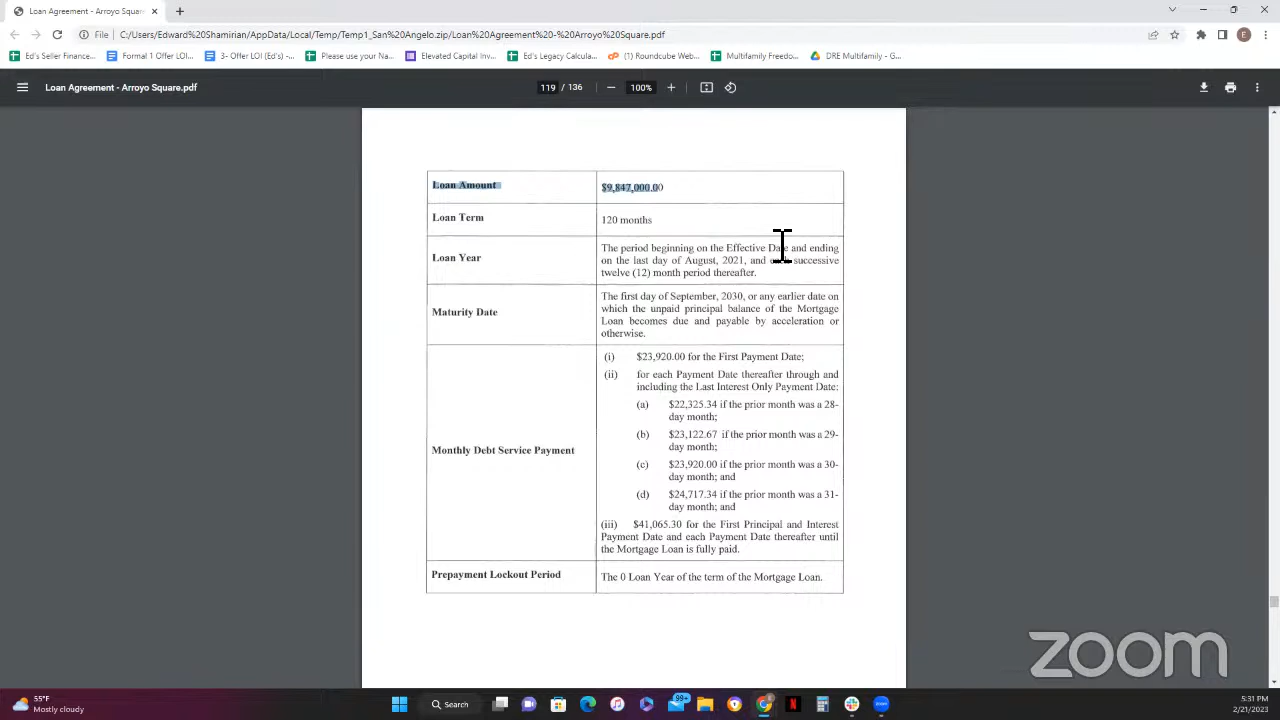 Loan Agreement - Arroyo Square.
File
C:/Users/Edward%20Shamirian/AppData/Local/Temp/Temp1_San%20Angelo.zip/Loan%20Agreement%20-%20Arroyo%20Square.pdf
E
Ed's Seller Finance...
Formal 1 Offer LOI...
3- Offer LOI (Ed's) -...
Please use your Na...
Elevated Capital Inv...
Ed's Legacy Calcula...
(1) Roundcube Web...
Multifamily Freedo...
DRE Multifamily - G...
Loan Agreement - Arroyo Square.pdf
119 / 136
100%
Loan Amount
$9,847,000.00
Loan Term
120 months
Loan Year
The period beginning on the Effective Date and ending
on the last day of August, 2021, and successive
twelve (12) month period thereafter.
Maturity Date
The first day of September, 2030, or any earlier date on
which the unpaid principal balance of the Mortgage
Loan becomes due and payable by acceleration or
otherwise.
Monthly Debt Service Payment
(i) $23,920.00 for the First Payment Date;
(ii) for each Payment Date thereafter through and
including the Last Interest Only Payment Date:
(a) $22,325.34 if the prior month was a 28-
day month;
(b) $23,122.67 if the prior month was a 29-
day month;
(c) $23,920.00 if the prior month was a 30-
day month; and
(d) $24,717.34 if the prior month was a 31-
day month; and
(iii) $41,065.30 for the First Principal and Interest
Payment Date and each Payment Date thereafter until
the Mortgage Loan is fully paid.
Prepayment Lockout Period
The 0 Loan Year of the term of the Mortgage Loan.
zoom
55°F
Mostly cloudy
Search
99+
5:31 PM
2/21/2023